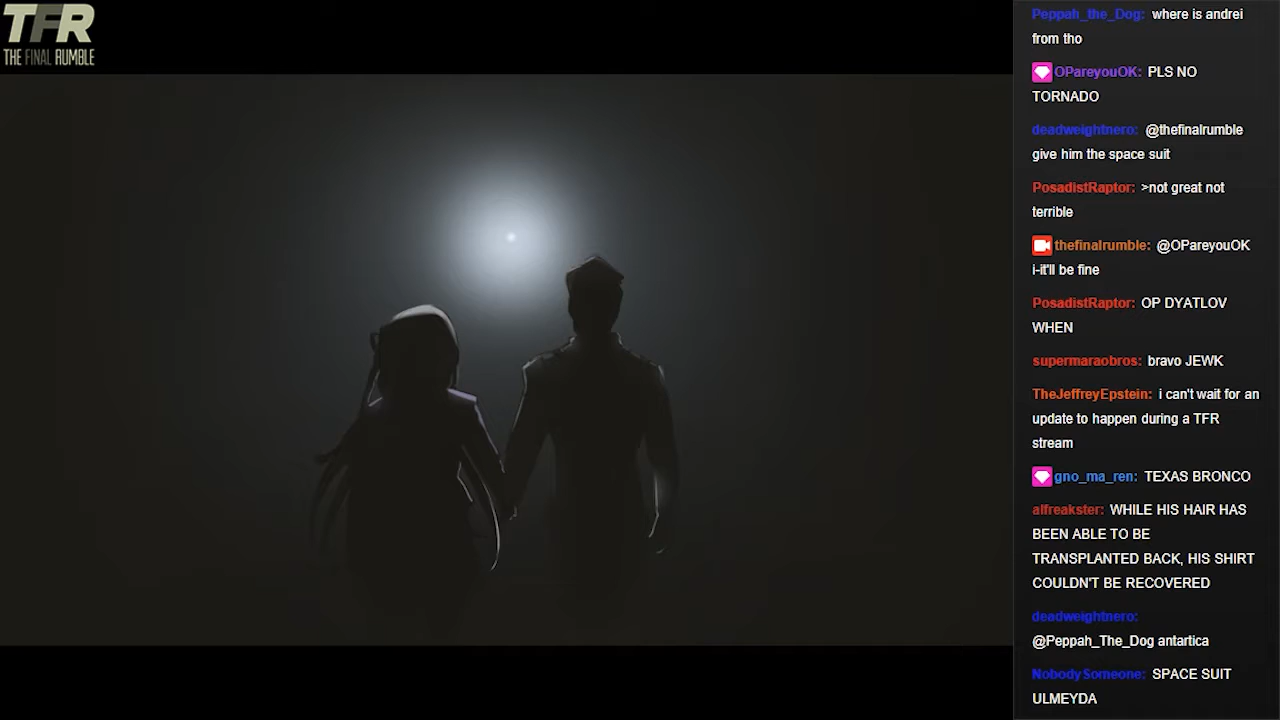 TFR
THE FINAL RUMBLE
Peppah_the_Dog: where is andrei
from tho
OPareyouOK: PLS NO
TORNADO
deadweightnero: @thefinalrumble
give him the space suit
PosadistRaptor: >not great not
terrible
thefinalrumble: @OPareyouOK
i-it'll be fine
PosadistRaptor: OP DYATLOV
WHEN
supermaraobros: bravo JEWK
TheJeffreyEpstein: i can't wait for an
update to happen during a TFR
stream
gno_ma_ren: TEXAS BRONCO
alfreakster: WHILE HIS HAIR HAS
BEEN ABLE TO BE
TRANSPLANTED BACK, HIS SHIRT
COULDN'T BE RECOVERED
deadweightnero:
@Peppah_The_Dog antartica
NobodySomeone: SPACE SUIT
ULMEYDA